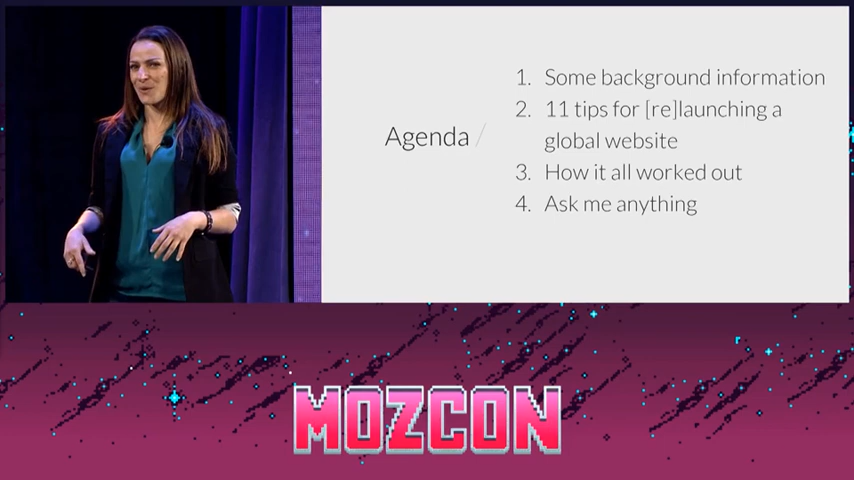 Agenda /
1. Some background information
2. 11 tips for [re]launching a
global website
3. How it all worked out
4. Ask me anything
MOZCON